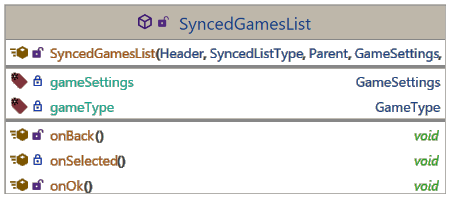 SyncedGamesList
SyncedGamesList(Header, SyncedListType, Parent, GameSettings,
gameSettings GameSettings
gameType GameType
onBack() void
onSelected() void
onOk() void